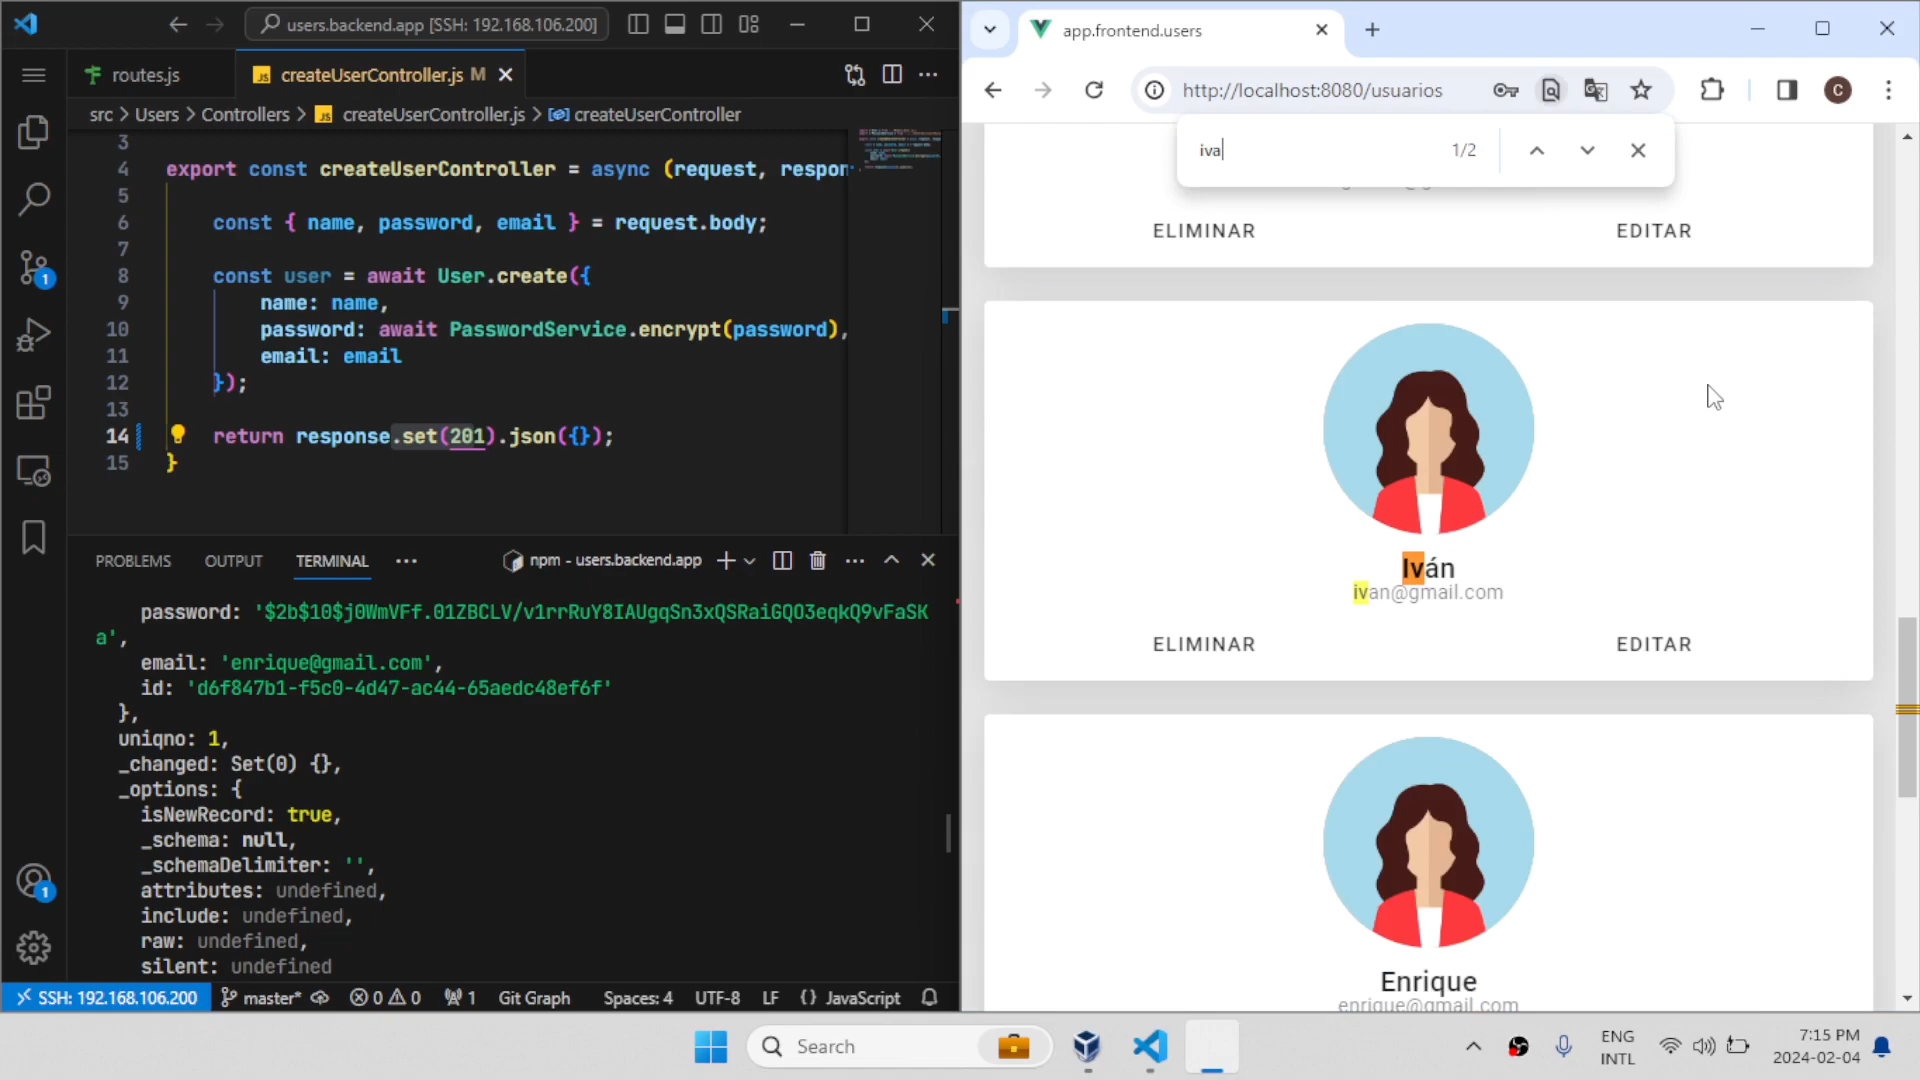 users.backend.app [SSH: 192.168.106.200]
routes.js
JS createUserController.js M
src > Users > Controllers > JS createUserController.js > createUserController
3
4 export const createUserController = async (request, respon
5
6 const { name, password, email } = request.body;
7
8 const user = await User.create({
9 name: name,
10 password: await PasswordService.encrypt(password),
11 email: email
12 });
13
14 return response.set(201).json({});
15 }
1
1
PROBLEMS OUTPUT TERMINAL ··· npm - users.backend.app
password: '$2b$10$j0WmVFf.01ZBCLV/v1rrRuY8IAUgqSn3xQSRaiGQO3eqkQ9vFaSK
a',
email: 'enrique@gmail.com',
id: 'd6f847b1-f5c0-4d47-ac44-65aedc48ef6f'
},
uniqno: 1,
_changed: Set(0) {},
_options: {
isNewRecord: true,
_schema: null,
_schemaDelimiter: '',
attributes: undefined,
include: undefined,
raw: undefined,
silent: undefined
SSH: 192.168.106.200 master* 0 0 1 Git Graph Spaces: 4 UTF-8 LF {} JavaScript
app.frontend.users
http://localhost:8080/usuarios
C
iva 1/2
ELIMINAR EDITAR
Iván
ivan@gmail.com
ELIMINAR EDITAR
Enrique
enrique@gmail.com
Search
ENG
INTL
7:15 PM
2024-02-04